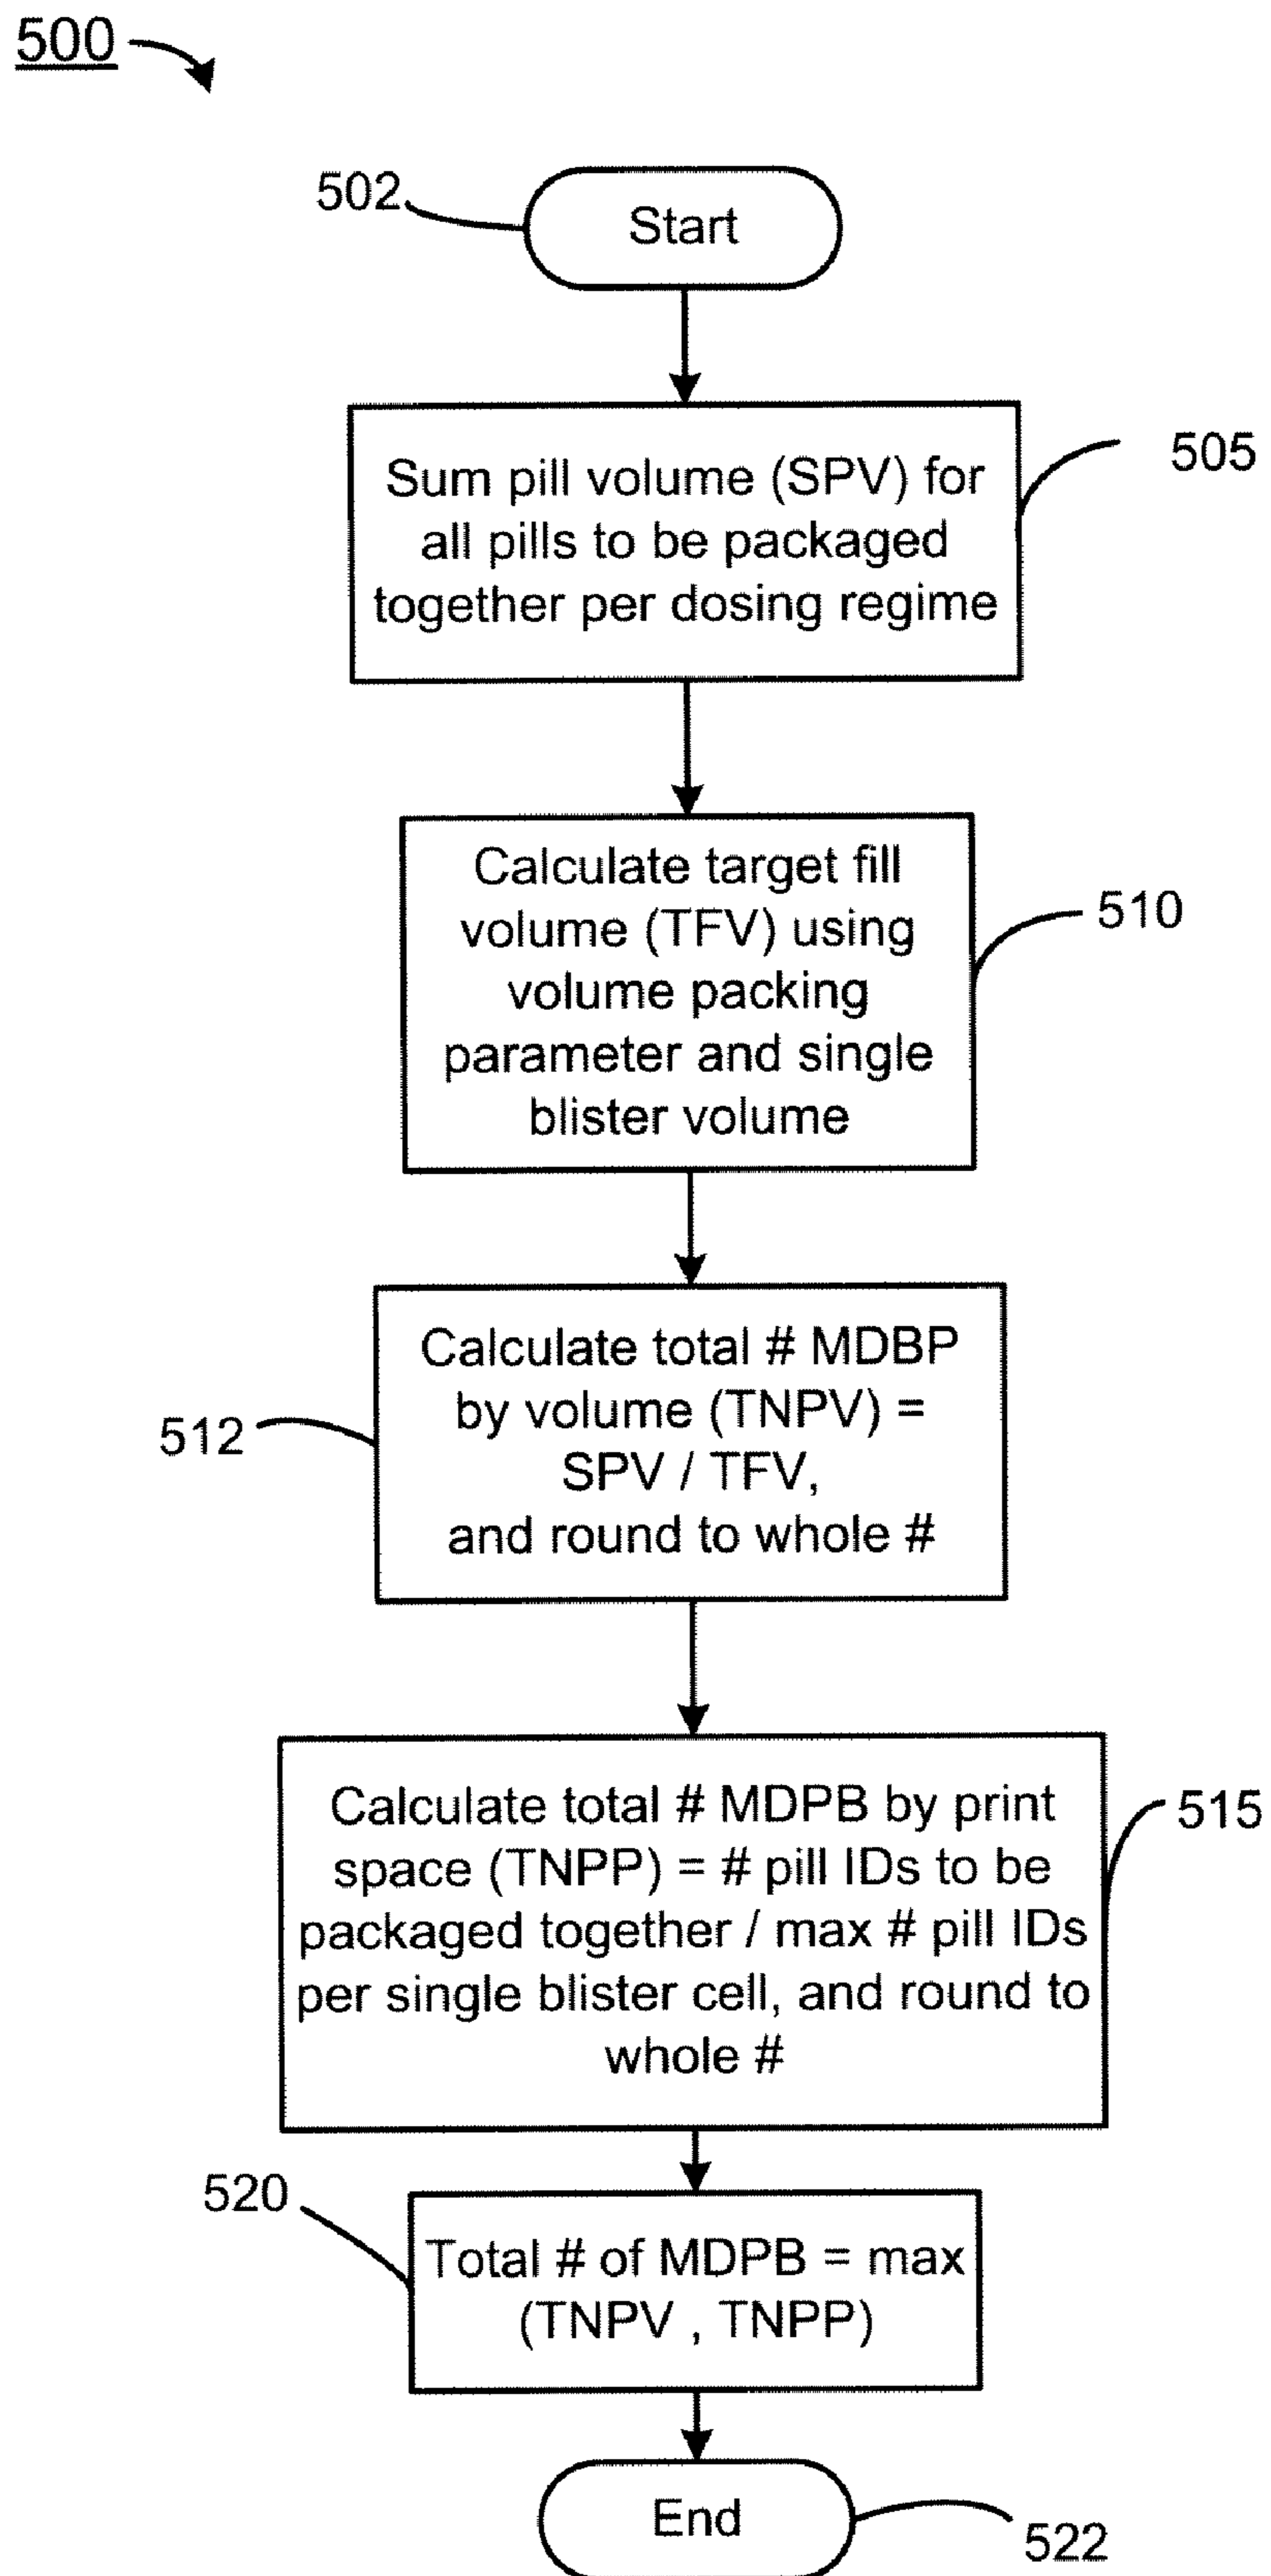 500
502
Start
Sum pill volume (SPV) for
all pills to be packaged
together per dosing regime
505
Calculate target fill
volume (TFV) using
volume packing
parameter and single
blister volume
510
Calculate total # MDBP
by volume (TNPV) =
SPV / TFV,
and round to whole #
512
Calculate total # MDPB by print
space (TNPP) = # pill IDs to be
packaged together / max # pill IDs
per single blister cell, and round to
whole #
515
520
Total # of MDPB = max
(TNPV , TNPP)
End
522